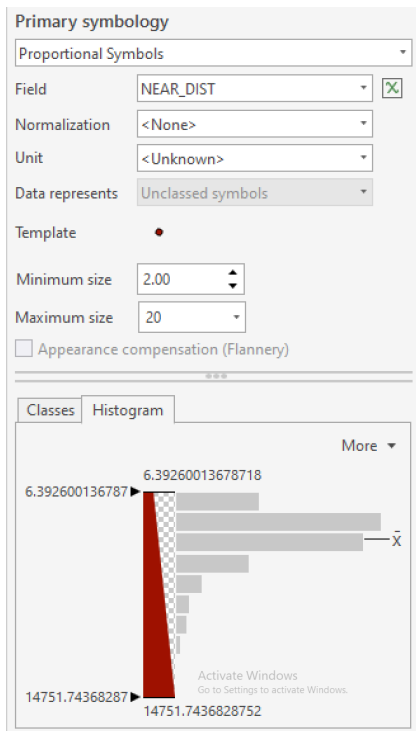 Primary symbology
Proportional Symbols
Field NEAR_DIST
Normalization <None>
Unit <Unknown>
Data represents Unclassed symbols
Template
Minimum size 2.00
Maximum size 20
Appearance compensation (Flannery)
Classes Histogram
More
6.39260013678718
6.392600136787
x̄
Activate Windows
Go to Settings to activate Windows.
14751.74368287
14751.7436828752